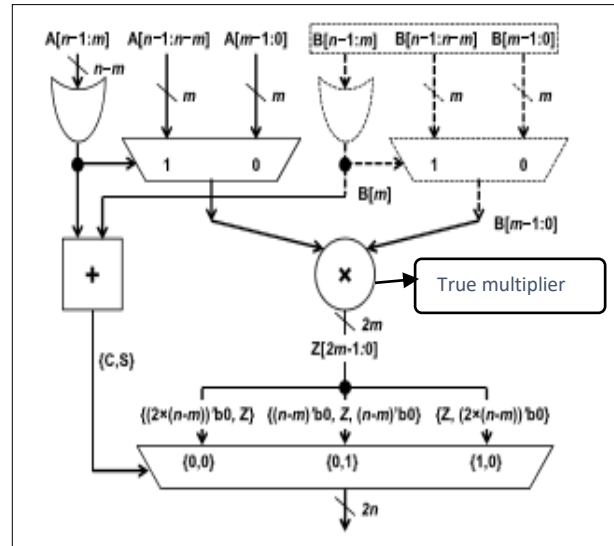 A[n−1:m] A[n−1:n−m] A[m−1:0] B[n−1:m] B[n−1:n−m] B[m−1:0]
n−m m m m m
1 0 1 0
B[m]
B[m−1:0]
+ × True multiplier
2m
{C,S} Z[2m-1:0]
{(2×(n-m))'b0, Z} {(n-m)'b0, Z, (n-m)'b0} {Z, (2×(n-m))'b0}
{0,0} {0,1} {1,0}
2n